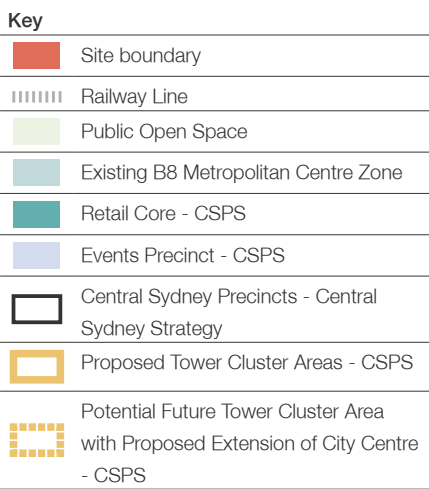 Key
Site boundary
Railway Line
Public Open Space
Existing B8 Metropolitan Centre Zone
Retail Core - CSPS
Events Precinct - CSPS
Central Sydney Precincts - Central
Sydney Strategy
Proposed Tower Cluster Areas - CSPS
Potential Future Tower Cluster Area
with Proposed Extension of City Centre
- CSPS